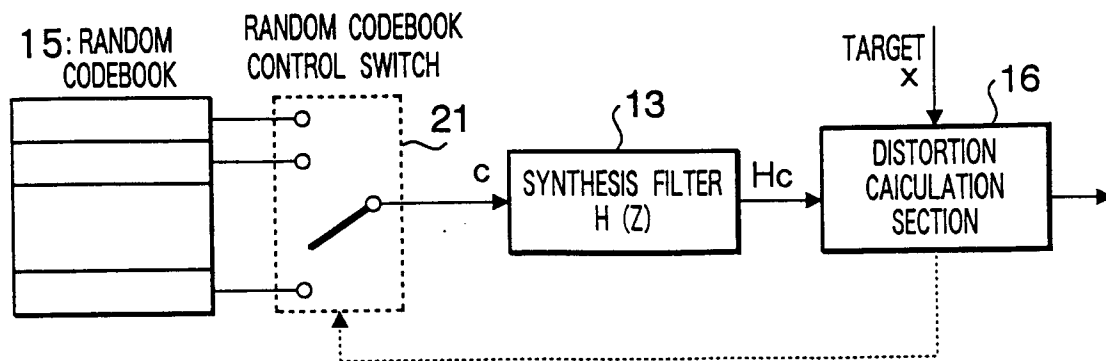 15: RANDOM
CODEBOOK
RANDOM CODEBOOK
CONTROL SWITCH
21
c
13
SYNTHESIS FILTER
H (Z)
Hc
TARGET
x
16
DISTORTION
CAICULATION
SECTION